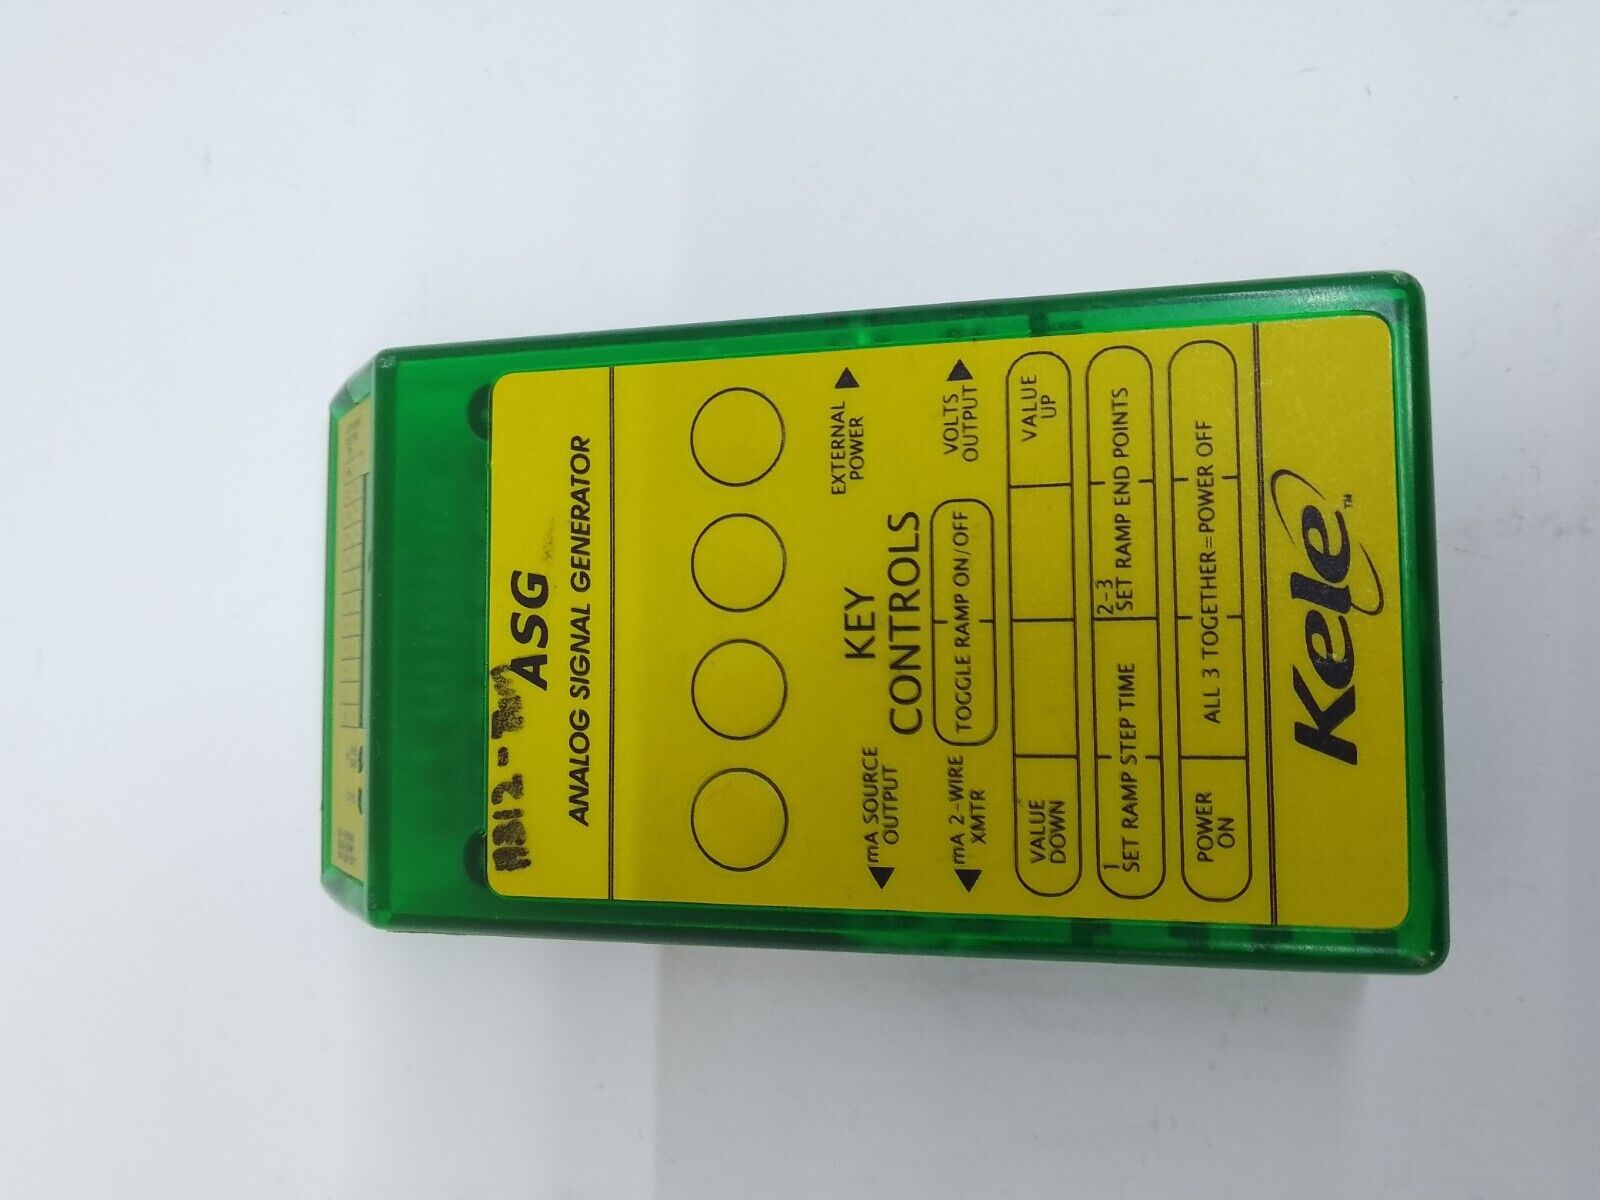 ASG
ANALOG SIGNAL GENERATOR
◀ mA SOURCE OUTPUT
EXTERNAL POWER ▶
KEY
CONTROLS
◀ mA 2-WIRE XMTR
TOGGLE RAMP ON/OFF
VOLTS OUTPUT ▶
VALUE DOWN
VALUE UP
1
SET RAMP STEP TIME
2-3
SET RAMP END POINTS
POWER ON
ALL 3 TOGETHER=POWER OFF
Kele™